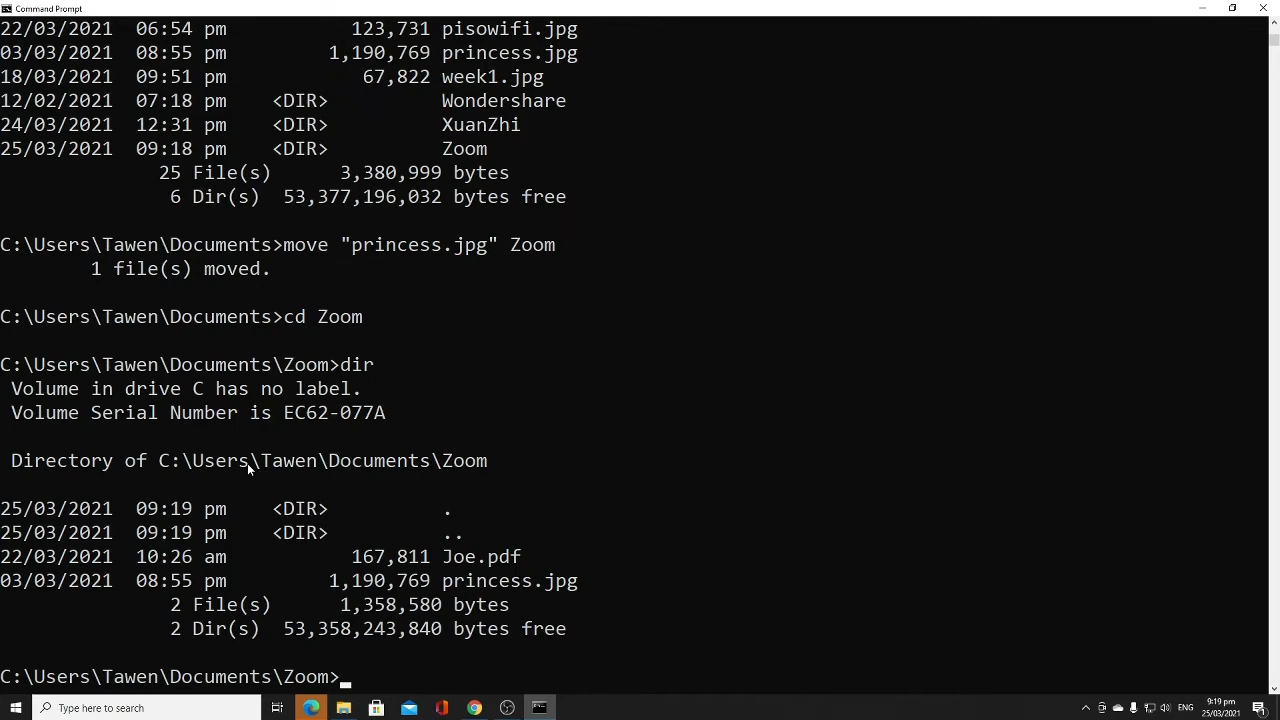 Command Prompt
22/03/2021  06:54 pm           123,731 pisowifi.jpg
03/03/2021  08:55 pm         1,190,769 princess.jpg
18/03/2021  09:51 pm            67,822 week1.jpg
12/02/2021  07:18 pm    <DIR>          Wondershare
24/03/2021  12:31 pm    <DIR>          XuanZhi
25/03/2021  09:18 pm    <DIR>          Zoom
              25 File(s)      3,380,999 bytes
               6 Dir(s)  53,377,196,032 bytes free
C:\Users\Tawen\Documents>move "princess.jpg" Zoom
        1 file(s) moved.
C:\Users\Tawen\Documents>cd Zoom
C:\Users\Tawen\Documents\Zoom>dir
 Volume in drive C has no label.
 Volume Serial Number is EC62-077A
 Directory of C:\Users\Tawen\Documents\Zoom
25/03/2021  09:19 pm    <DIR>          .
25/03/2021  09:19 pm    <DIR>          ..
22/03/2021  10:26 am           167,811 Joe.pdf
03/03/2021  08:55 pm         1,190,769 princess.jpg
               2 File(s)      1,358,580 bytes
               2 Dir(s)  53,358,243,840 bytes free
C:\Users\Tawen\Documents\Zoom>
Type here to search
ENG
9:19 pm
25/03/2021
1